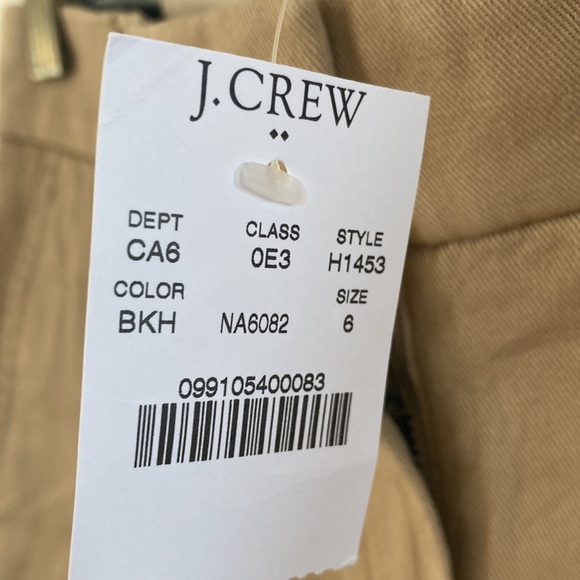 J.CREW
DEPT CLASS STYLE
CA6 0E3 H1453
COLOR SIZE
BKH NA6082 6
099105400083